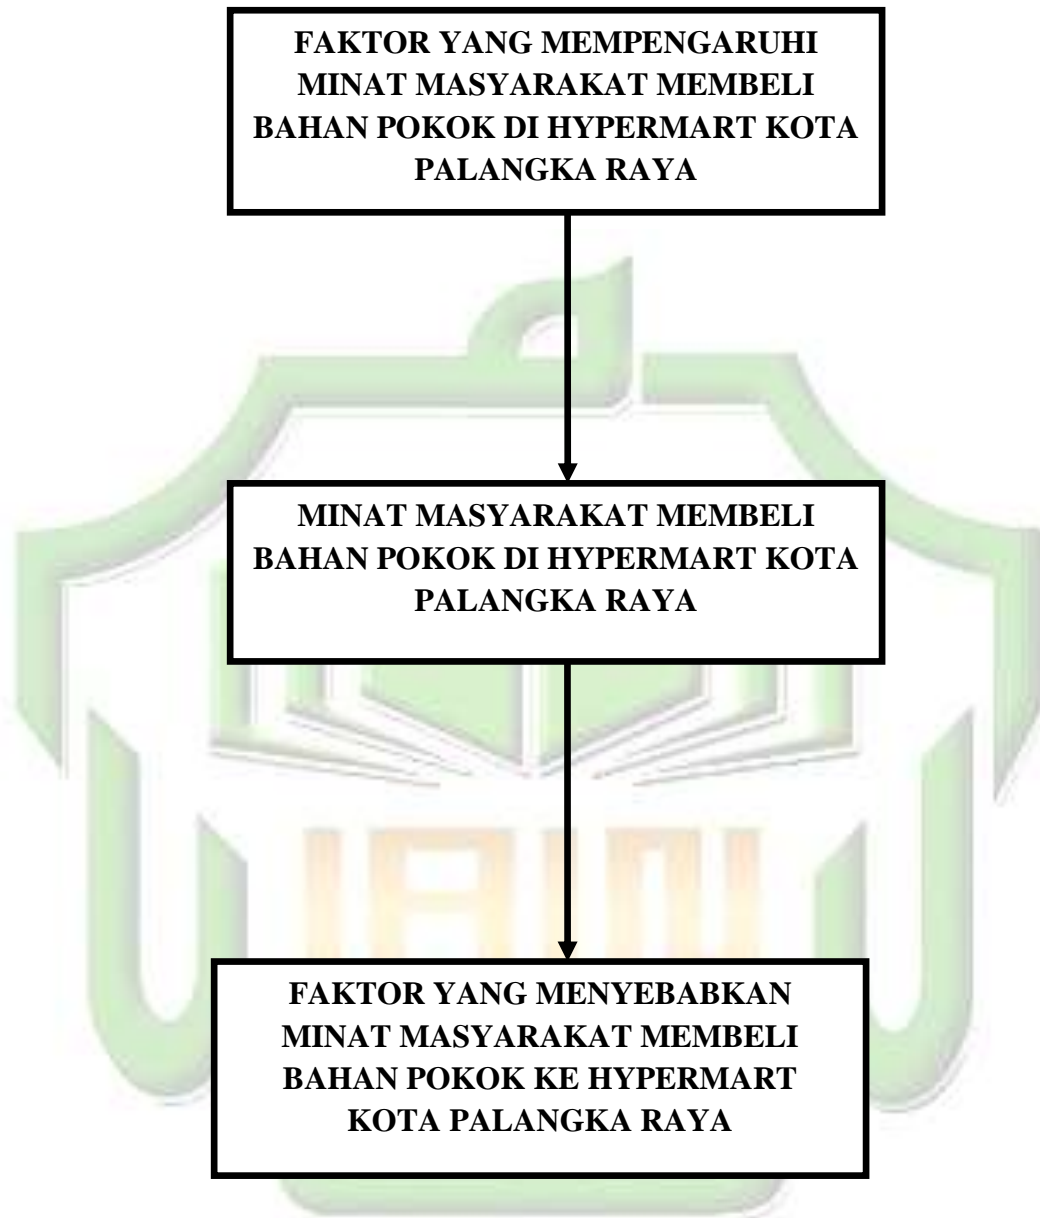 FAKTOR YANG MEMPENGARUHI
MINAT MASYARAKAT MEMBELI
BAHAN POKOK DI HYPERMART KOTA
PALANGKA RAYA
MINAT MASYARAKAT MEMBELI
BAHAN POKOK DI HYPERMART KOTA
PALANGKA RAYA
IAIN
FAKTOR YANG MENYEBABKAN
MINAT MASYARAKAT MEMBELI
BAHAN POKOK KE HYPERMART
KOTA PALANGKA RAYA